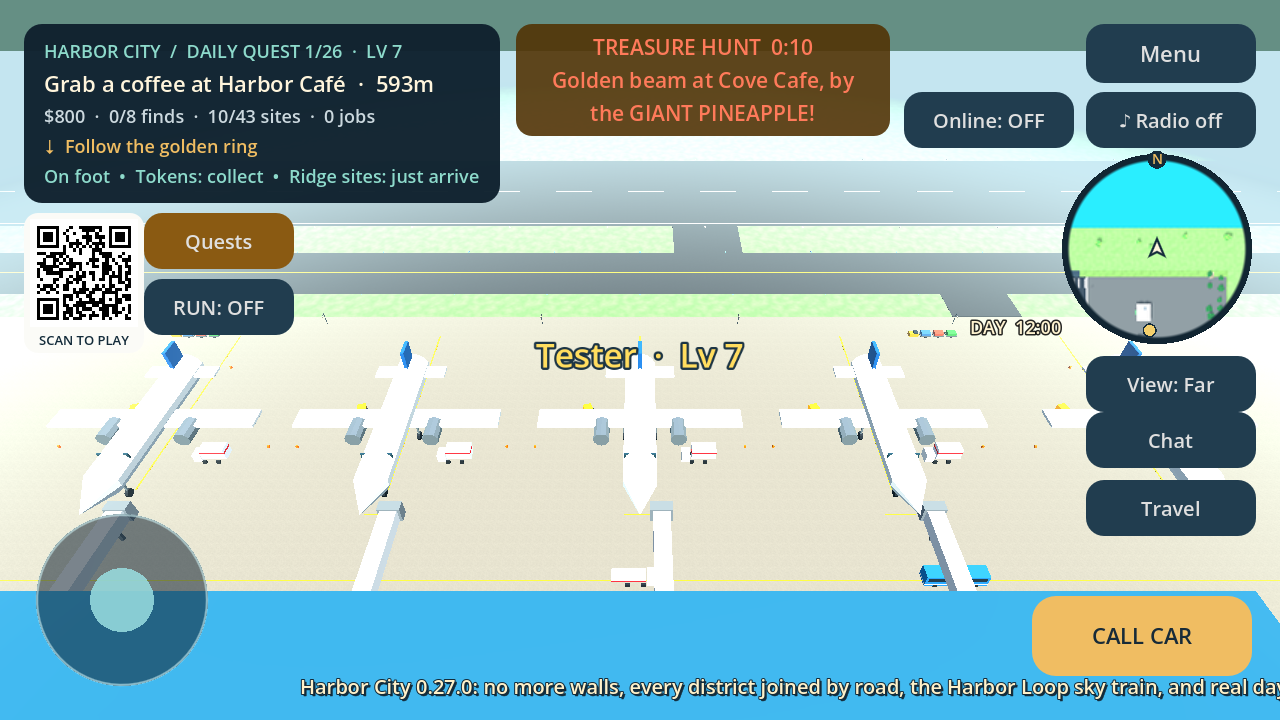 HARBOR CITY / DAILY QUEST 1/26 · LV 7
Grab a coffee at Harbor Café · 593m
$800 · 0/8 finds · 10/43 sites · 0 jobs
↓ Follow the golden ring
On foot • Tokens: collect • Ridge sites: just arrive
TREASURE HUNT 0:10
Golden beam at Cove Cafe, by
the GIANT PINEAPPLE!
Menu
Online: OFF
♪ Radio off
N
Quests
RUN: OFF
SCAN TO PLAY
DAY 12:00
Tester · Lv 7
View: Far
Chat
Travel
CALL CAR
Harbor City 0.27.0: no more walls, every district joined by road, the Harbor Loop sky train, and real day